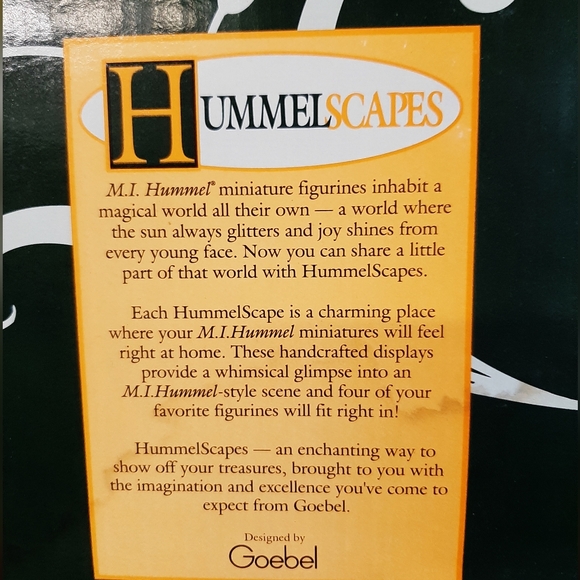 HUMMELSCAPES
M.I. Hummel® miniature figurines inhabit a
magical world all their own — a world where
the sun always glitters and joy shines from
every young face. Now you can share a little
part of that world with HummelScapes.
Each HummelScape is a charming place
where your M.I.Hummel miniatures will feel
right at home. These handcrafted displays
provide a whimsical glimpse into an
M.I.Hummel-style scene and four of your
favorite figurines will fit right in!
HummelScapes — an enchanting way to
show off your treasures, brought to you with
the imagination and excellence you've come to
expect from Goebel.
Designed by
Goebel